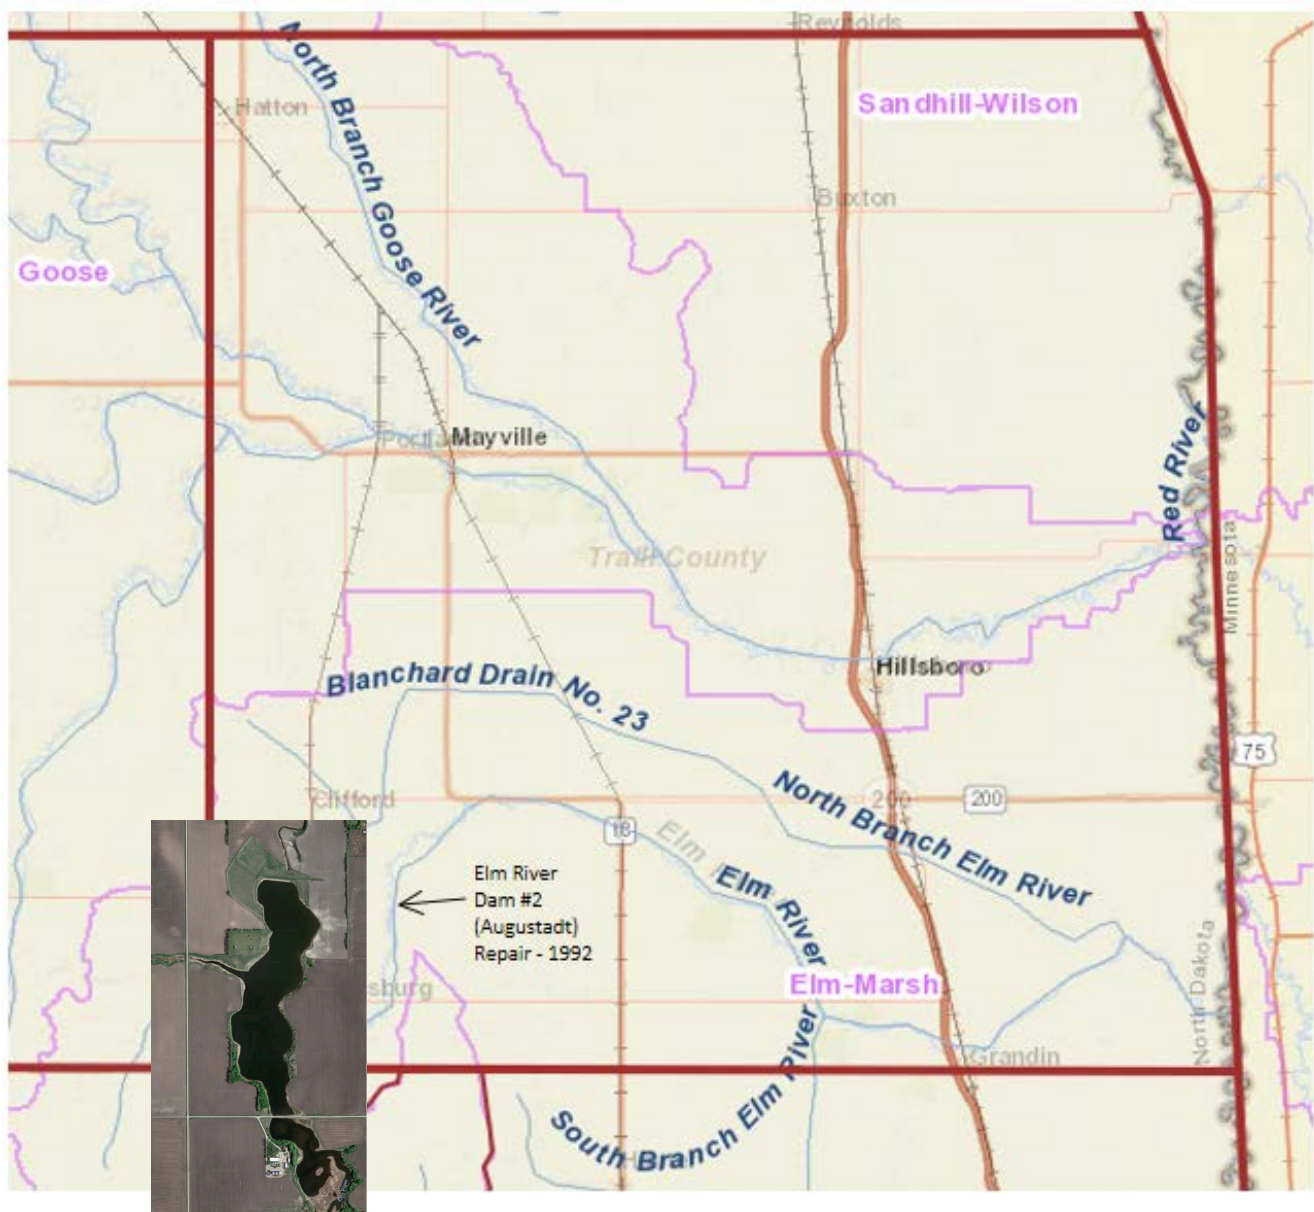 Reynolds
North Branch Goose River
Sandhill-Wilson
Hatton
Buxton
Goose
Mayville
Red River
Traill County
Minnesota
Hillsboro
Blanchard Drain No. 23
75
Clifford
200
200
North Branch Elm River
18
Elm
Elm River
Elm River
Dam #2
(Augustadt)
Repair - 1992
Elm-Marsh
sburg
North Dakota
Grandin
South Branch Elm River